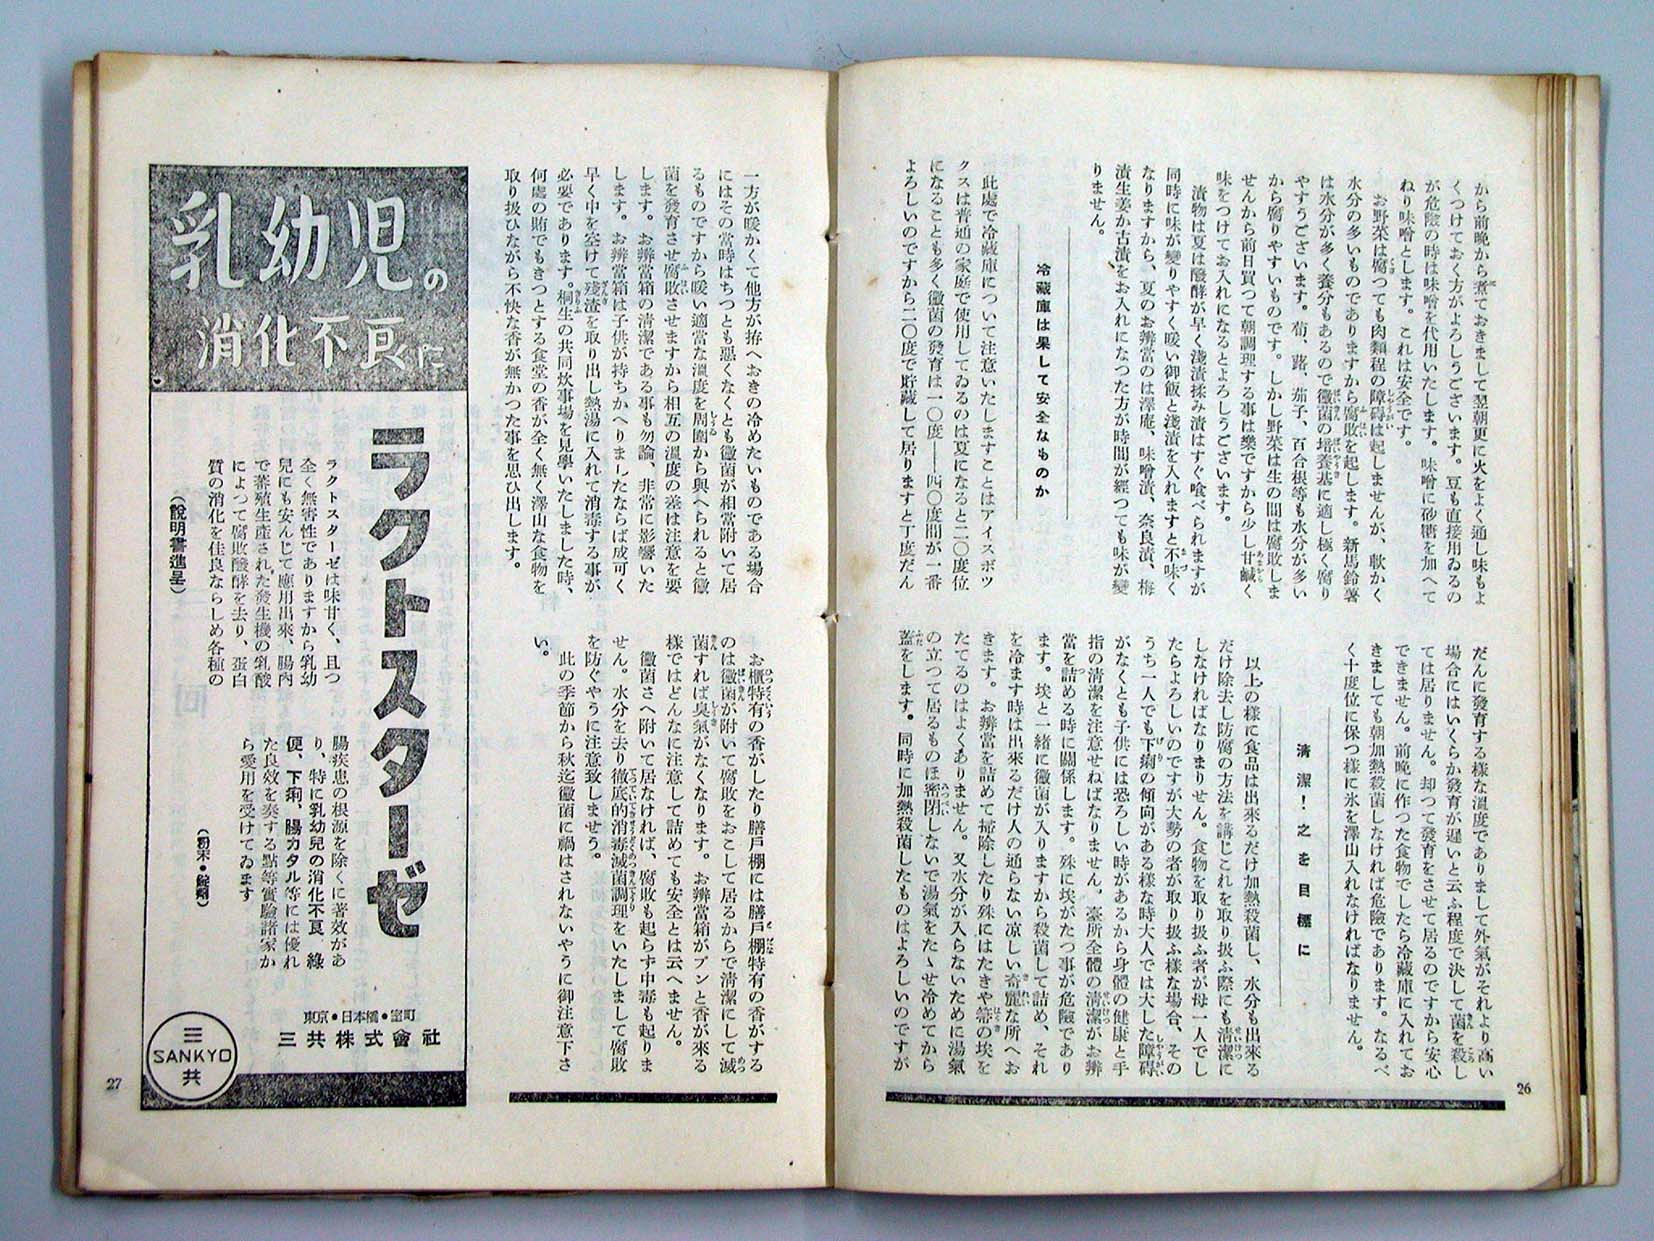 から前晩から煮ておきまして翌朝更に火をよく通し味もよ
くつけておく方がよろしうございます。豆も直接用ゐるの
が危險の時は味噌を代用いたします。味噌に砂糖を加へて
ねり味噌とします。これは安全です。
お野菜は腐つても肉類程の障碍は起しませんが、軟かく
水分の多いものでありますから腐敗を起します。新馬鈴薯
は水分が多く養分もあるので黴菌の培養基に適し極く腐り
やすうございます。筍、蕗、茄子、百合根等も水分が多い
から腐りやすいものです。しかし野菜は生の間は腐敗しま
せんから前日買つて朝調理する事は樂ですから少し甘鹹く
味をつけてお入れになるとよろしうございます。
漬物は夏は醗酵が早く淺漬揉み漬はすぐ喰べられますが
同時に味が變りやすく暖い御飯と淺漬を入れますと不味く
なりますから、夏のお辨當のは澤庵、味噌漬、奈良漬、梅
漬生姜か古漬をお入れになつた方が時間が經つても味が變
りません。
冷藏庫は果して安全なものか
此處で冷藏庫について注意いたしますことはアイスボツ
クスは普通の家庭で使用してゐるのは夏になると二〇度位
になることも多く黴菌の發育は一〇度——四〇度間が一番
よろしいのですから二〇度で貯藏して居りますと丁度だん
だんに發育する樣な溫度でありまして外氣がそれより高い
場合にはいくらか發育が遲いと云ふ程度で決して菌を殺し
ては居りません。却つて發育をさせて居るのですから安心
できません。前晩に作つた食物でしたら冷藏庫に入れてお
きましても朝加熱殺菌しなければ危險であります。なるべ
く十度位に保つ樣に氷を澤山入れなければなりません。
清潔！之を目標に
以上の樣に食品は出來るだけ加熱殺菌し、水分も出來る
だけ除去し防腐の方法を講じこれを取り扱ふ際にも淸潔に
しなければなりません。食物を取り扱ふ者が母一人でし
たらよろしいのですが大勢の者が取り扱ふ樣な場合、その
うち一人でも下痢の傾向がある樣な時大人では大した障碍
がなくとも子供には恐ろしい時があるから身體の健康と手
指の清潔を注意せねばなりません。臺所全體の淸潔がお辨
當を詰める時に關係します。殊に埃がたつ事が危險であり
ます。埃と一緖に黴菌が入りますから殺菌して詰め、それ
を冷ます時は出來るだけ人の通らない凉しい奇麗な所へお
きます。お辨當を詰めて掃除したり殊にはたきや箒の埃を
たてるのはよくありません。又水分が入らないために湯氣
の立つて居るものほ密閉しないで湯氣をたゝせ冷めてから
蓋をします。同時に加熱殺菌したものはよろしいのですが
26
一方が暖かくて他方が拵へおきの冷めたいものである場合
にはその當時はちつとも惡くなくとも黴菌が相當附いて居
るものですから暖い適當な溫度を周圍から與へられると黴
菌を發育させ腐敗させますから相互の溫度の差は注意を要
します。お辨當箱の清潔である事も勿論、非常に影響いた
します。お辨當箱は子供が持ちかへりましたならば成可く
早く中を空けて殘渣を取り出し熱湯に入れて消毒する事が
必要であります。桐生の共同炊事場を見學いたしました時、
何處の賄でもきつとする食堂の香が全く無く澤山な食物を
取り扱ひながら不快な香が無かつた事を思ひ出します。
お櫃特有の香がしたり膳戶棚には膳戶棚特有の香がする
のは黴菌が附いて腐敗をおこして居るからで淸潔にして滅
菌すれば臭氣がなくなります。お辨當箱がプンと香が來る
樣ではどんなに注意して詰めても安全とは云へません。
黴菌さへ附いて居なければ、腐敗も起らず中毒も起りま
せん。水分を去り徹底的消毒滅菌調理をいたしまして腐敗
を防ぐやうに注意致しませう。
此の季節から秋迄黴菌に禍はされないやうに御注意下さ
い。
乳幼児の
消化不良に
ラクトスターゼ
ラクトスターゼは味甘く、且つ
全く無害性でありますから乳幼
兒にも安んじて應用出來、腸內
で蕃殖生產された發生機の乳酸
によつて腐敗醱酵を去り、蛋白
質の消化を佳良ならしめ各種の
腸疾患の根源を除くに著效があ
り、特に乳幼兒の消化不良、綠
便、下痢、腸カタル等には優れ
た良效を奏する點等實驗諸家か
ら愛用を受けてゐます
（說明書進呈）
（粉末・錠劑）
東京・日本橋・室町
三共株式會社
三
SANKYO
共
27